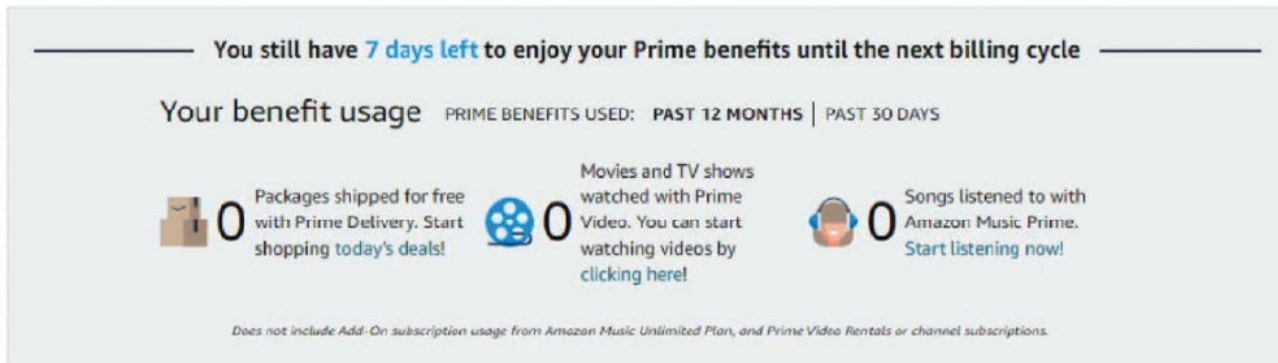 You still have 7 days left to enjoy your Prime benefits until the next billing cycle
Your benefit usage PRIME BENEFITS USED: PAST 12 MONTHS | PAST 30 DAYS
0
Packages shipped for free
with Prime Delivery. Start
shopping today's deals!
0
Movies and TV shows
watched with Prime
Video. You can start
watching videos by
clicking here!
0
Songs listened to with
Amazon Music Prime.
Start listening now!
Does not include Add-On subscription usage from Amazon Music Unlimited Plan, and Prime Video Rentals or channel subscriptions.